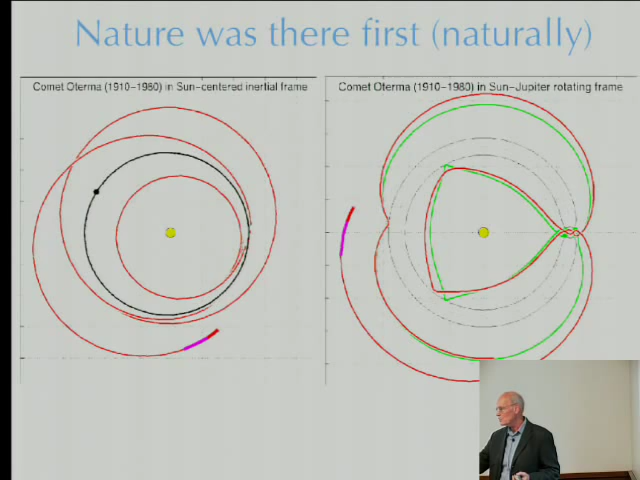 Nature was there first (naturally)
Comet Oterma (1910-1960) in Sun-centered inertial frame
Comet Oterma (1910-1980) in Sun-Jupiter rotating frame